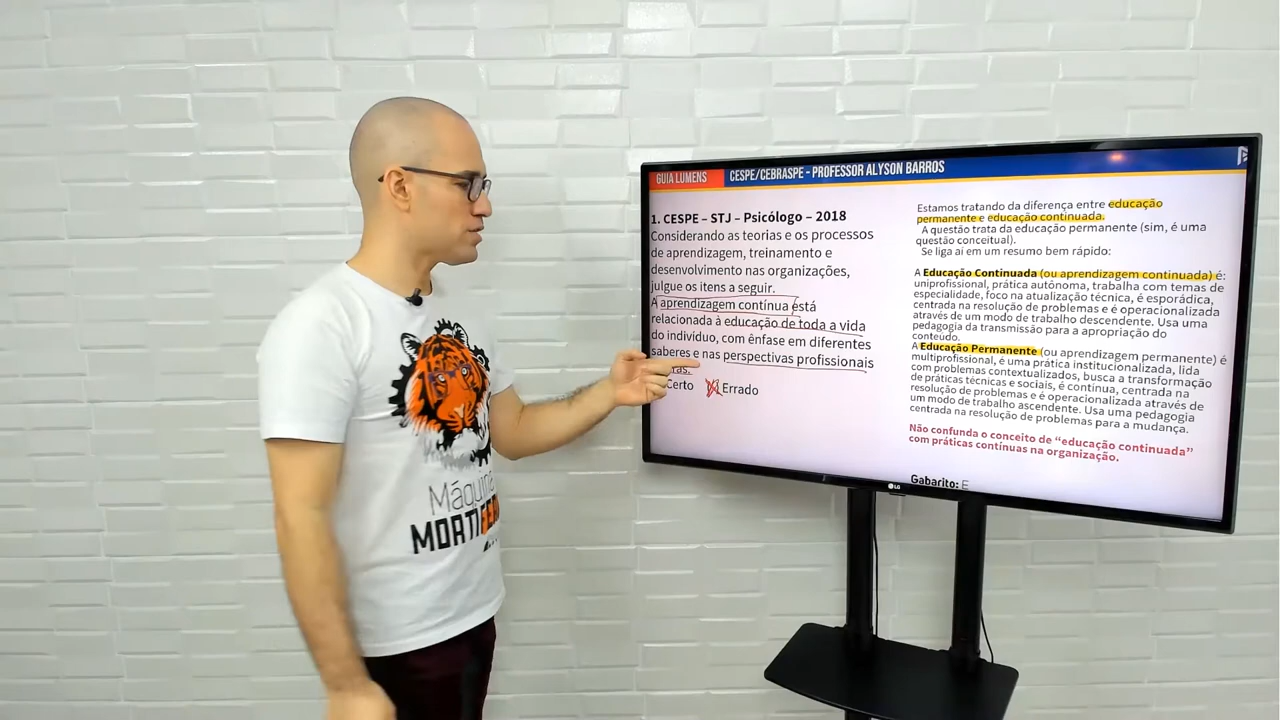 GUIA LUMENS
CESPE/CEBRASPE - PROFESSOR ALYSON BARROS
1. CESPE – STJ – Psicólogo – 2018
Considerando as teorias e os processos
de aprendizagem, treinamento e
desenvolvimento nas organizações,
julgue os itens a seguir.
A aprendizagem contínua está
relacionada à educação de toda a vida
do indivíduo, com ênfase em diferentes
saberes e nas perspectivas profissionais
Certo
Errado
Estamos tratando da diferença entre educação
permanente e educação continuada.
A questão trata da educação permanente (sim, é uma
questão conceitual).
Se liga aí em um resumo bem rápido:
A Educação Continuada (ou aprendizagem continuada) é:
uniprofissional, prática autônoma, trabalha com temas de
especialidade, foco na atualização técnica, é esporádica,
centrada na resolução de problemas e é operacionalizada
através de um modo de trabalho descendente. Usa uma
pedagogia da transmissão para a apropriação do
conteúdo.
A Educação Permanente (ou aprendizagem permanente) é
multiprofissional, é uma prática institucionalizada, lida
com problemas contextualizados, busca a transformação
de práticas técnicas e sociais, é contínua, centrada na
resolução de problemas e é operacionalizada através de
um modo de trabalho ascendente. Usa uma pedagogia
centrada na resolução de problemas para a mudança.
Não confunda o conceito de “educação continuada”
com práticas contínuas na organização.
Gabarito: E
LG
Máquina